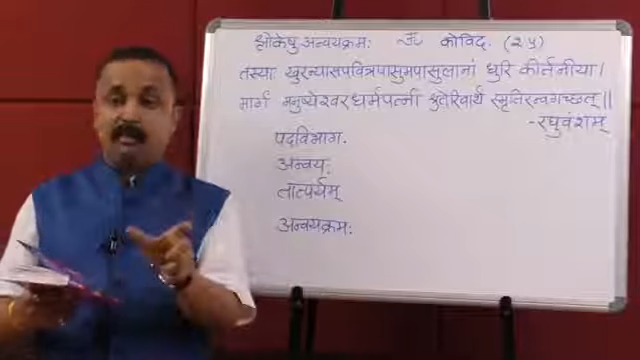 श्लोकेषु अन्वयक्रमः ॐ कोविद. (२५)
तस्या खुरन्यासपवित्रपासुमपासुलानां धुरि कीर्तनीया।
मार्गं मनुष्येश्वरधर्मपत्नी श्रुतेरिवार्थं स्मृतिरन्वगच्छत्॥
-रघुवंशम्
पदविभाग.
अन्वयः
तात्पर्यम्
अन्वयक्रमः